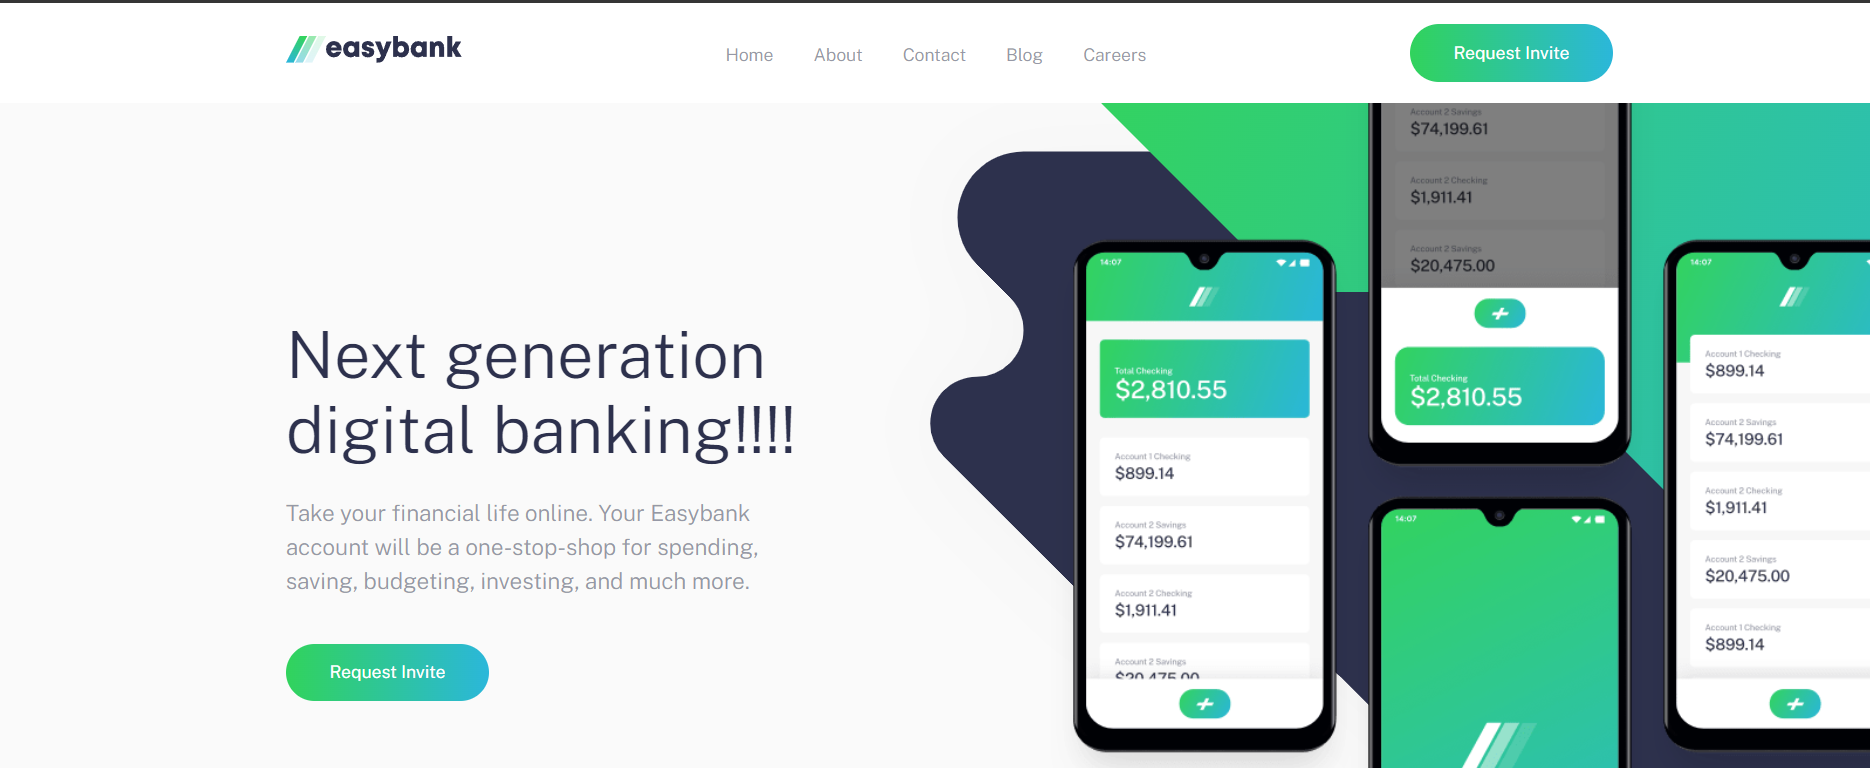 easybank
Home About Contact Blog Careers
Request Invite
Next generation
digital banking!!!!
Take your financial life online. Your Easybank
account will be a one-stop-shop for spending,
saving, budgeting, investing, and much more.
Request Invite
14:07
Total Checking
$2,810.55
Account 1 Checking
$899.14
Account 2 Savings
$74,199.61
Account 2 Checking
$1,911.41
Account 2 Savings
$20,475.00
Account 2 Savings
$74,199.61
Account 2 Checking
$1,911.41
Account 2 Savings
$20,475.00
Total Checking
$2,810.55
14:07
14:07
Account 1 Checking
$899.14
Account 2 Savings
$74,199.61
Account 2 Checking
$1,911.41
Account 2 Savings
$20,475.00
Account 1 Checking
$899.14